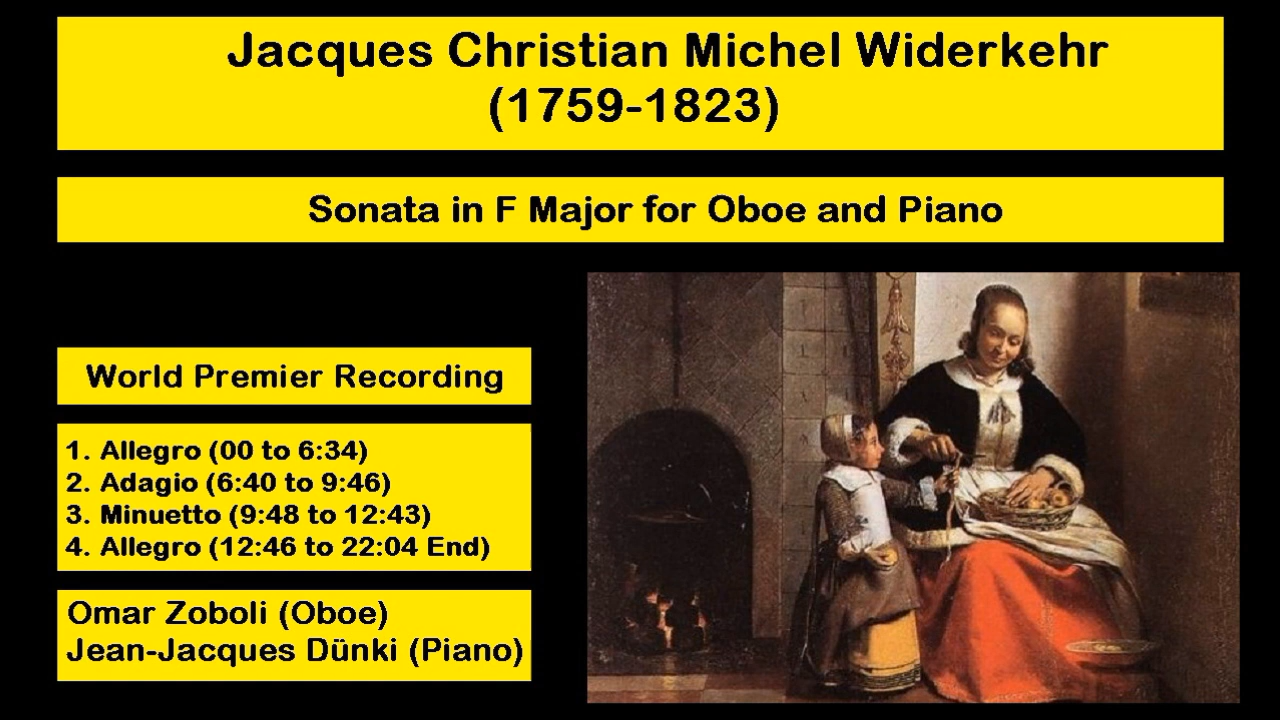 Jacques Christian Michel Widerkehr
(1759-1823)
Sonata in F Major for Oboe and Piano
World Premier Recording
1. Allegro (00 to 6:34)
2. Adagio (6:40 to 9:46)
3. Minuetto (9:48 to 12:43)
4. Allegro (12:46 to 22:04 End)
Omar Zoboli (Oboe)
Jean-Jacques Dünki (Piano)